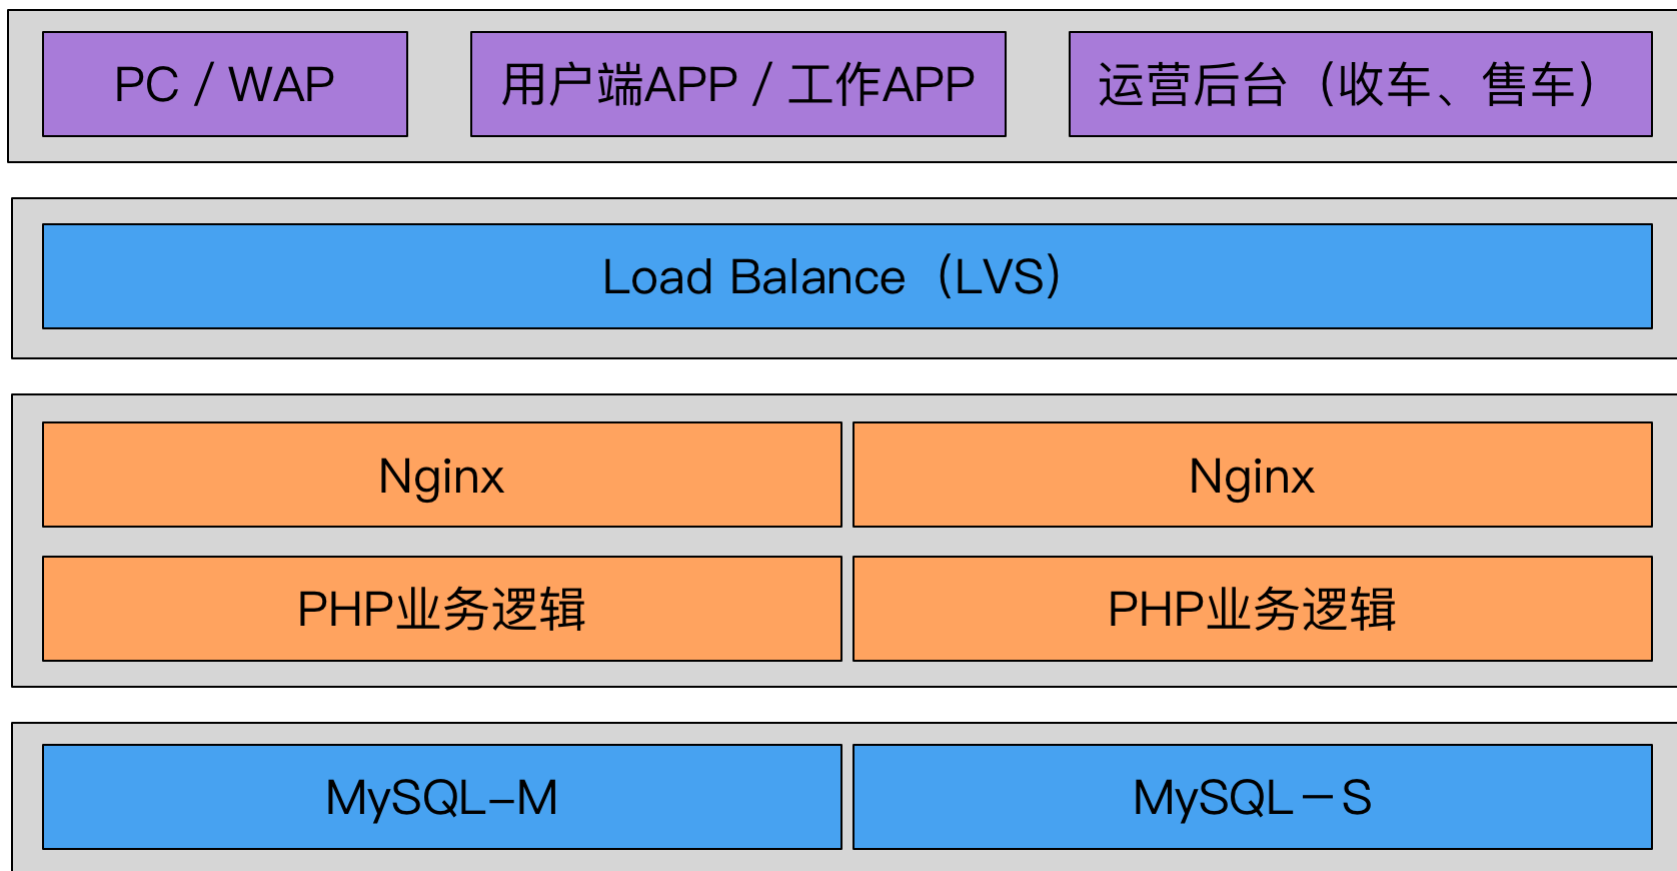 PC / WAP
用户端APP / 工作APP
运营后台（收车、售车）
Load Balance（LVS）
Nginx
Nginx
PHP业务逻辑
PHP业务逻辑
MySQL-M
MySQL－S